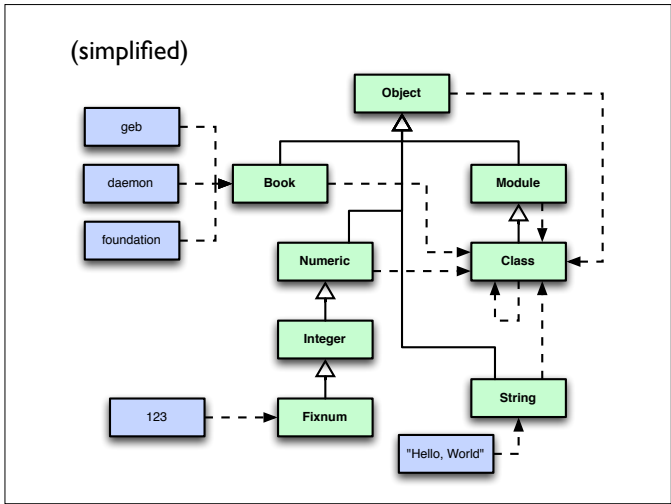 (simplified)
Object
geb
daemon
Book
Module
foundation
Numeric
Class
Integer
123
Fixnum
String
"Hello, World"